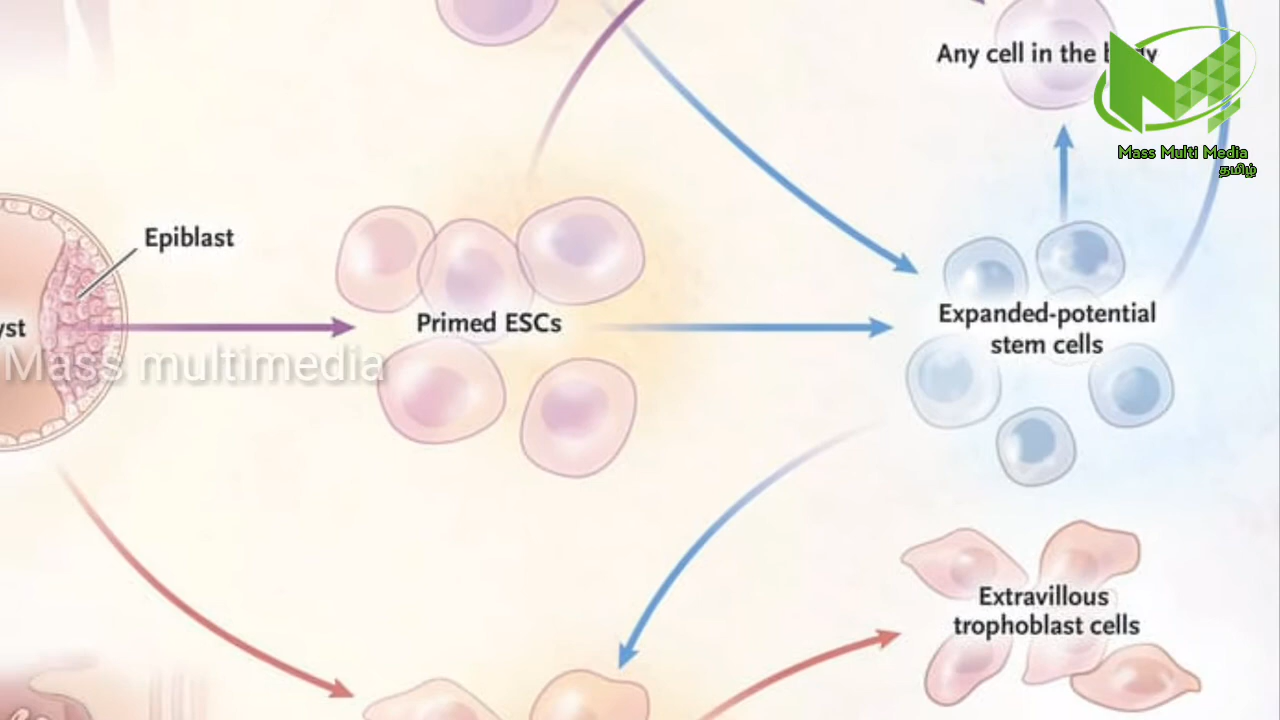 Any cell in the
Mass Multi Media
தமிழ்
Epiblast
yst
Primed ESCs
Expanded-potential
stem cells
Mass multimedia
Extravillous
trophoblast cells